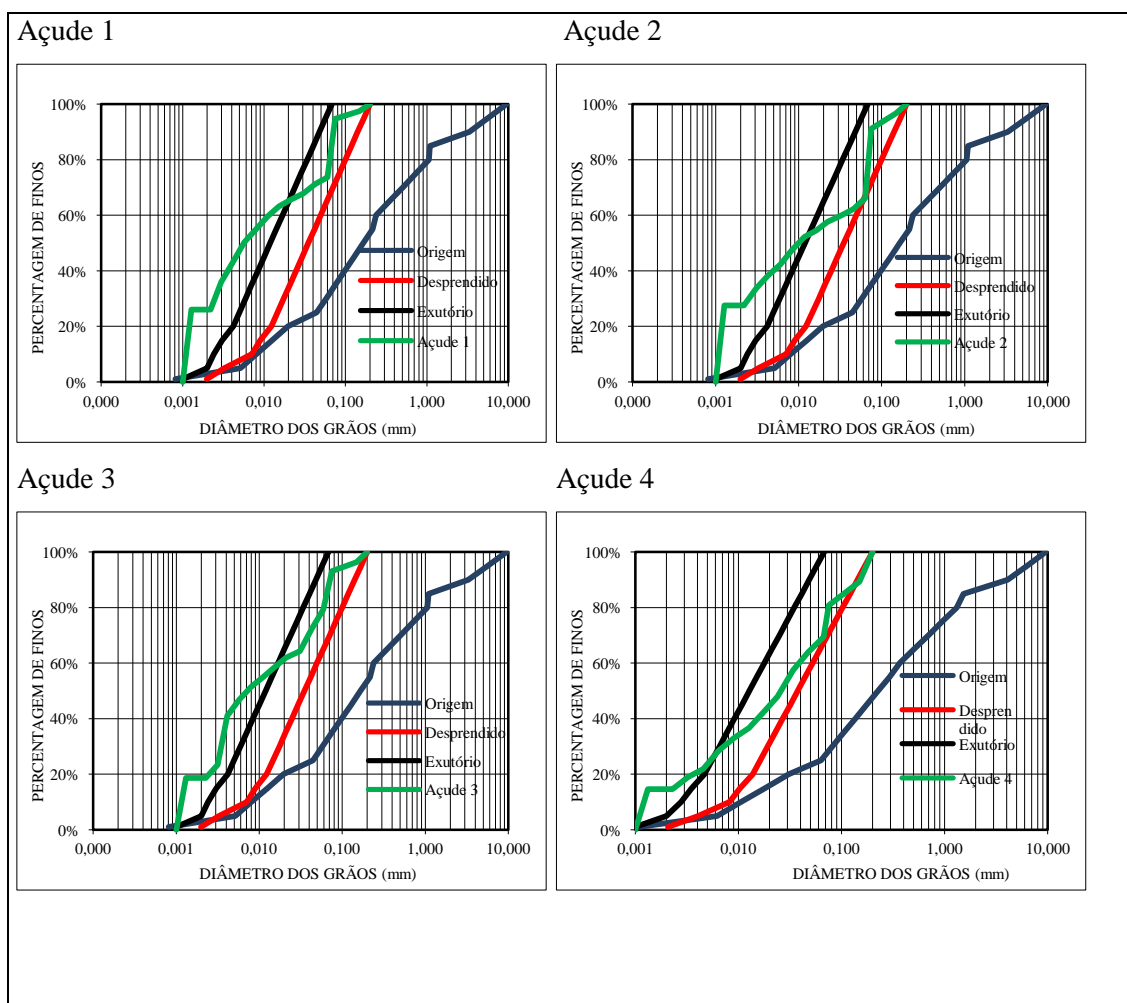 Açude 1
Açude 2
PERCENTAGEM DE FINOS
100%
80%
60%
40%
20%
0%
0,000
0,001
0,010
0,100
1,000
10,000
DIÂMETRO DOS GRÃOS (mm)
Origem
Desprendido
Exutório
Açude 1
PERCENTAGEM DE FINOS
100%
80%
60%
40%
20%
0%
0,000
0,001
0,010
0,100
1,000
10,000
DIÂMETRO DOS GRÃOS (mm)
Origem
Desprendido
Exutório
Açude 2
Açude 3
Açude 4
PERCENTAGEM DE FINOS
100%
80%
60%
40%
20%
0%
0,000
0,001
0,010
0,100
1,000
10,000
DIÂMETRO DOS GRÃOS (mm)
Origem
Desprendido
Exutório
Açude 3
PERCENTAGEM DE FINOS
100%
80%
60%
40%
20%
0%
0,001
0,010
0,100
1,000
10,000
DIÂMETRO DOS GRÃOS (mm)
Origem
Despren
dido
Exutório
Açude 4